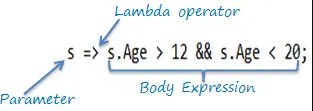 Lambda operator
s => s.Age > 12 && s.Age < 20;
Body Expression
Parameter